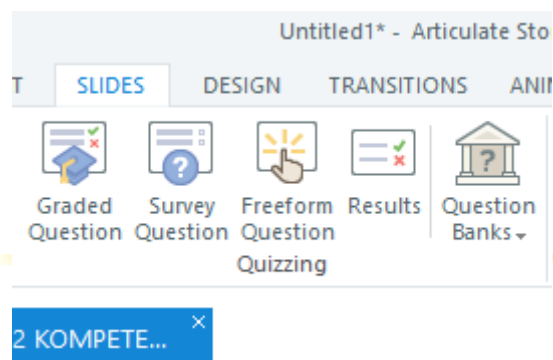 Untitled1* - Articulate Sto
T SLIDES DESIGN TRANSITIONS ANI
Graded Question
Survey Question
Freeform Question
Results
Question Banks
Quizzing
2 KOMPETE...